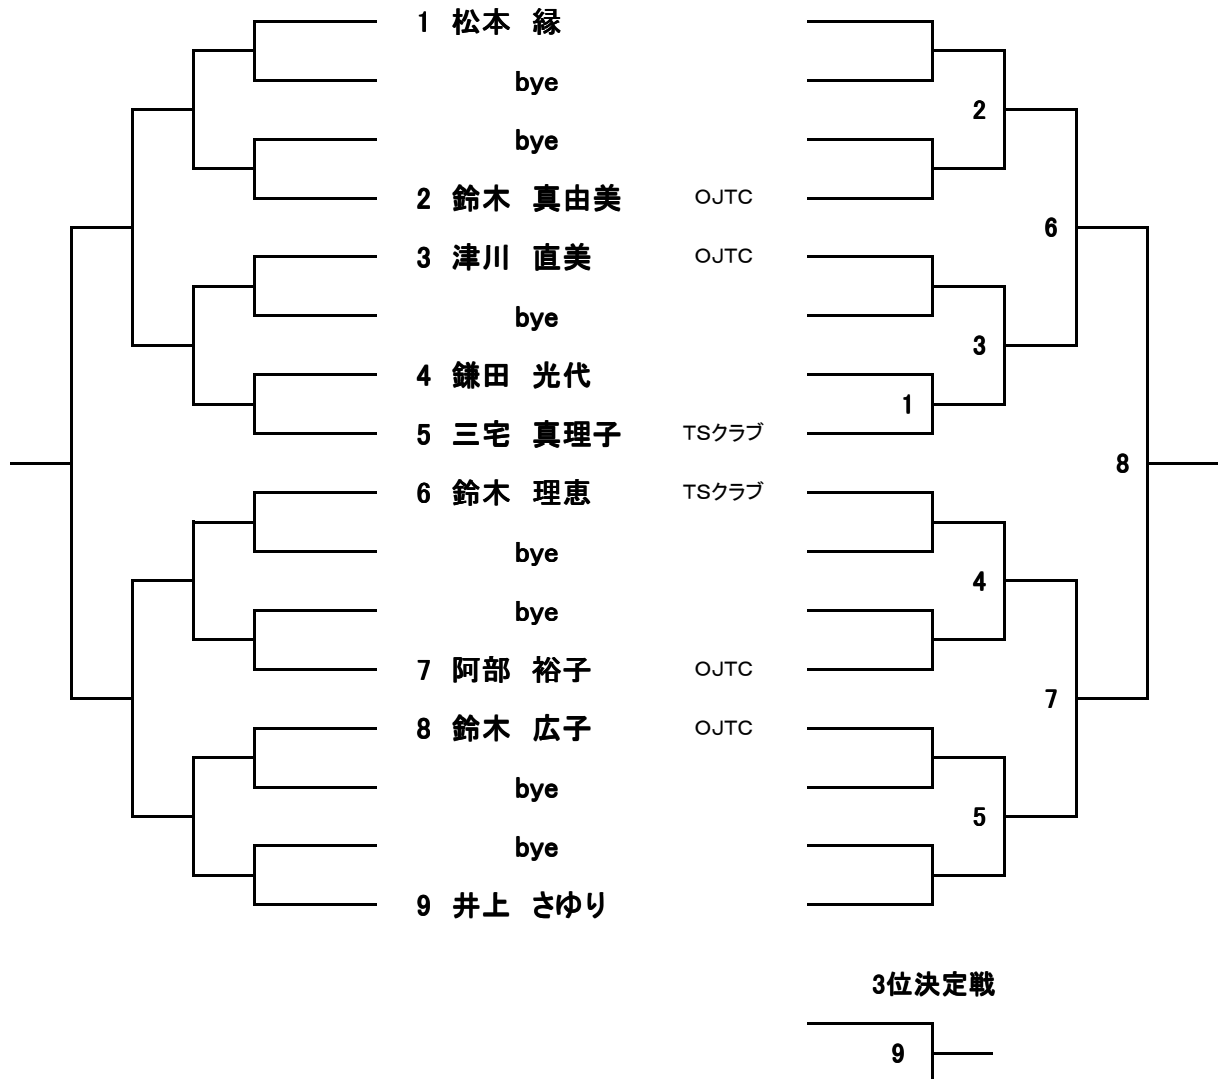 1 松本 縁
bye
2
bye
2 鈴木 真由美 OJTC
6
3 津川 直美 OJTC
bye
3
4 鎌田 光代
1
5 三宅 真理子 TSクラブ
8
6 鈴木 理恵 TSクラブ
bye
4
bye
7 阿部 裕子 OJTC
7
8 鈴木 広子 OJTC
bye
5
bye
9 井上 さゆり
3位決定戦
9